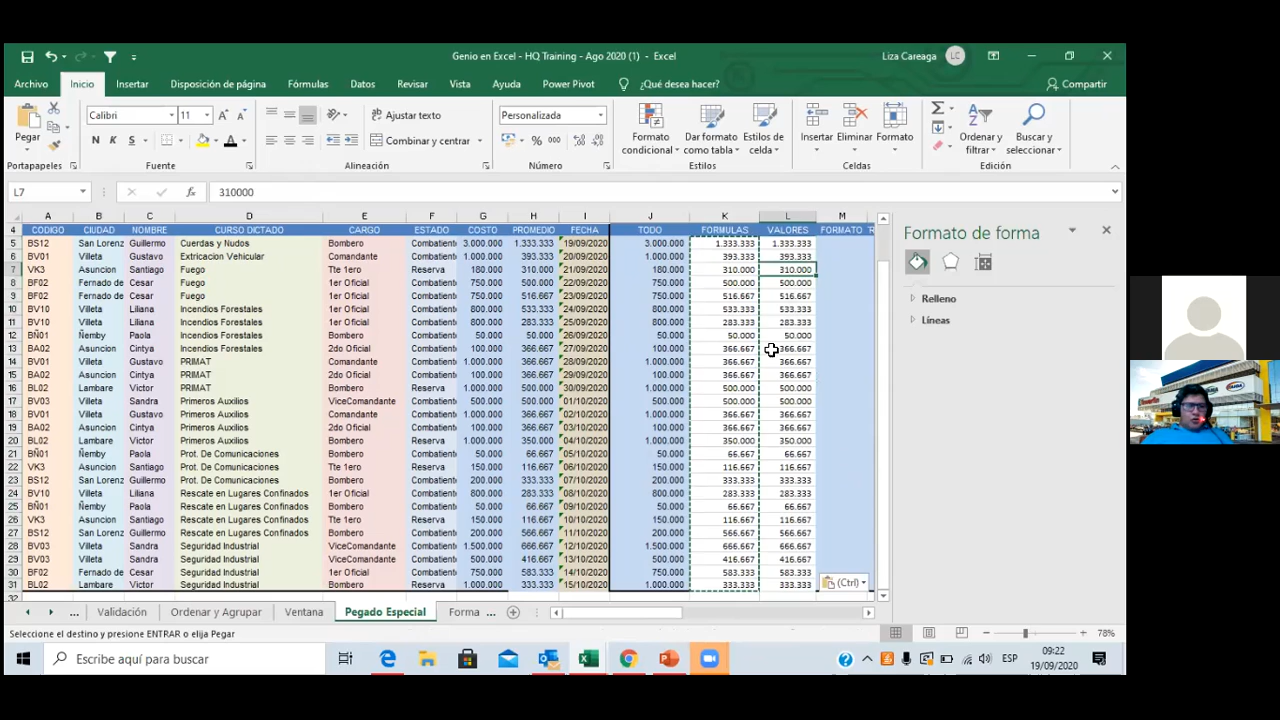 Genio en Excel - HQ Training - Ago 2020 (1) - Excel
Liza Careaga LC
Archivo Inicio Insertar Disposición de página Fórmulas Datos Revisar Vista Ayuda Power Pivot ¿Qué desea hacer? Compartir
Calibri 11 Ajustar texto Personalizada
Pegar N K S Combinar y centrar % 000 Formato condicional Dar formato como tabla Estilos de celda Insertar Eliminar Formato Ordenar y filtrar Buscar y seleccionar
Portapapeles Fuente Alineación Número Estilos Celdas Edición
L7 fx 310000
A B C D E F G H I J K L M
4 CODIGO CIUDAD NOMBRE CURSO DICTADO CARGO ESTADO COSTO PROMEDIO FECHA TODO FORMULAS VALORES FORMATO
5 BS12 San Lorenz Guillermo Cuerdas y Nudos Bombero Combatient 3.000.000 1.333.333 19/09/2020 3.000.000 1.333.333 1.333.333
6 BV01 Villeta Gustavo Extricacion Vehicular Comandante Combatient 1.000.000 393.333 20/09/2020 1.000.000 393.333 393.333
7 VK3 Asuncion Santiago Fuego Tte 1ero Reserva 180.000 310.000 21/09/2020 180.000 310.000 310.000
8 BF02 Fernado de Cesar Fuego 1er Oficial Combatient 750.000 500.000 22/09/2020 750.000 500.000 500.000
9 BF02 Fernado de Cesar Fuego 1er Oficial Combatient 750.000 516.667 23/09/2020 750.000 516.667 516.667
10 BV10 Villeta Liliana Incendios Forestales 1er Oficial Combatient 800.000 533.333 24/09/2020 800.000 533.333 533.333
11 BV10 Villeta Liliana Incendios Forestales 1er Oficial Combatient 800.000 283.333 25/09/2020 800.000 283.333 283.333
12 BÑ01 Ñemby Paola Incendios Forestales Bombero Combatient 50.000 50.000 26/09/2020 50.000 50.000 50.000
13 BA02 Asuncion Cintya Incendios Forestales 2do Oficial Combatient 100.000 366.667 27/09/2020 100.000 366.667 366.667
14 BV01 Villeta Gustavo PRIMAT Comandante Combatient 1.000.000 366.667 28/09/2020 1.000.000 366.667 366.667
15 BA02 Asuncion Cintya PRIMAT 2do Oficial Combatient 100.000 366.667 29/09/2020 100.000 366.667 366.667
16 BL02 Lambare Victor PRIMAT Bombero Reserva 1.000.000 500.000 30/09/2020 1.000.000 500.000 500.000
17 BV03 Villeta Sandra Primeros Auxilios ViceComandante Combatient 500.000 500.000 01/10/2020 500.000 500.000 500.000
18 BV01 Villeta Gustavo Primeros Auxilios Comandante Combatient 1.000.000 366.667 02/10/2020 1.000.000 366.667 366.667
19 BA02 Asuncion Cintya Primeros Auxilios 2do Oficial Combatient 100.000 366.667 03/10/2020 100.000 366.667 366.667
20 BL02 Lambare Victor Primeros Auxilios Bombero Reserva 1.000.000 350.000 04/10/2020 1.000.000 350.000 350.000
21 BÑ01 Ñemby Paola Prot. De Comunicaciones Bombero Combatient 50.000 66.667 05/10/2020 50.000 66.667 66.667
22 VK3 Asuncion Santiago Prot. De Comunicaciones Tte 1ero Reserva 150.000 116.667 06/10/2020 150.000 116.667 116.667
23 BS12 San Lorenz Guillermo Prot. De Comunicaciones Bombero Combatient 200.000 333.333 07/10/2020 200.000 333.333 333.333
24 BV10 Villeta Liliana Rescate en Lugares Confinados 1er Oficial Combatient 800.000 283.333 08/10/2020 800.000 283.333 283.333
25 BÑ01 Ñemby Paola Rescate en Lugares Confinados Bombero Combatient 50.000 66.667 09/10/2020 50.000 66.667 66.667
26 VK3 Asuncion Santiago Rescate en Lugares Confinados Tte 1ero Reserva 150.000 116.667 10/10/2020 150.000 116.667 116.667
27 BS12 San Lorenz Guillermo Rescate en Lugares Confinados Bombero Combatient 200.000 566.667 11/10/2020 200.000 566.667 566.667
28 BV03 Villeta Sandra Seguridad Industrial ViceComandante Combatient 1.500.000 666.667 12/10/2020 1.500.000 666.667 666.667
29 BV03 Villeta Sandra Seguridad Industrial ViceComandante Combatient 500.000 416.667 13/10/2020 500.000 416.667 416.667
30 BF02 Fernado de Cesar Seguridad Industrial 1er Oficial Combatient 750.000 583.333 14/10/2020 750.000 583.333 583.333
31 BL02 Lambare Victor Seguridad Industrial Bombero Reserva 1.000.000 333.333 15/10/2020 1.000.000 333.333 333.333
32
(Ctrl)
Formato de forma
Relleno
Líneas
... Validación Ordenar y Agrupar Ventana Pegado Especial Forma ...
Seleccione el destino y presione ENTRAR o elija Pegar 78%
Escribe aquí para buscar ESP 09:22
19/09/2020